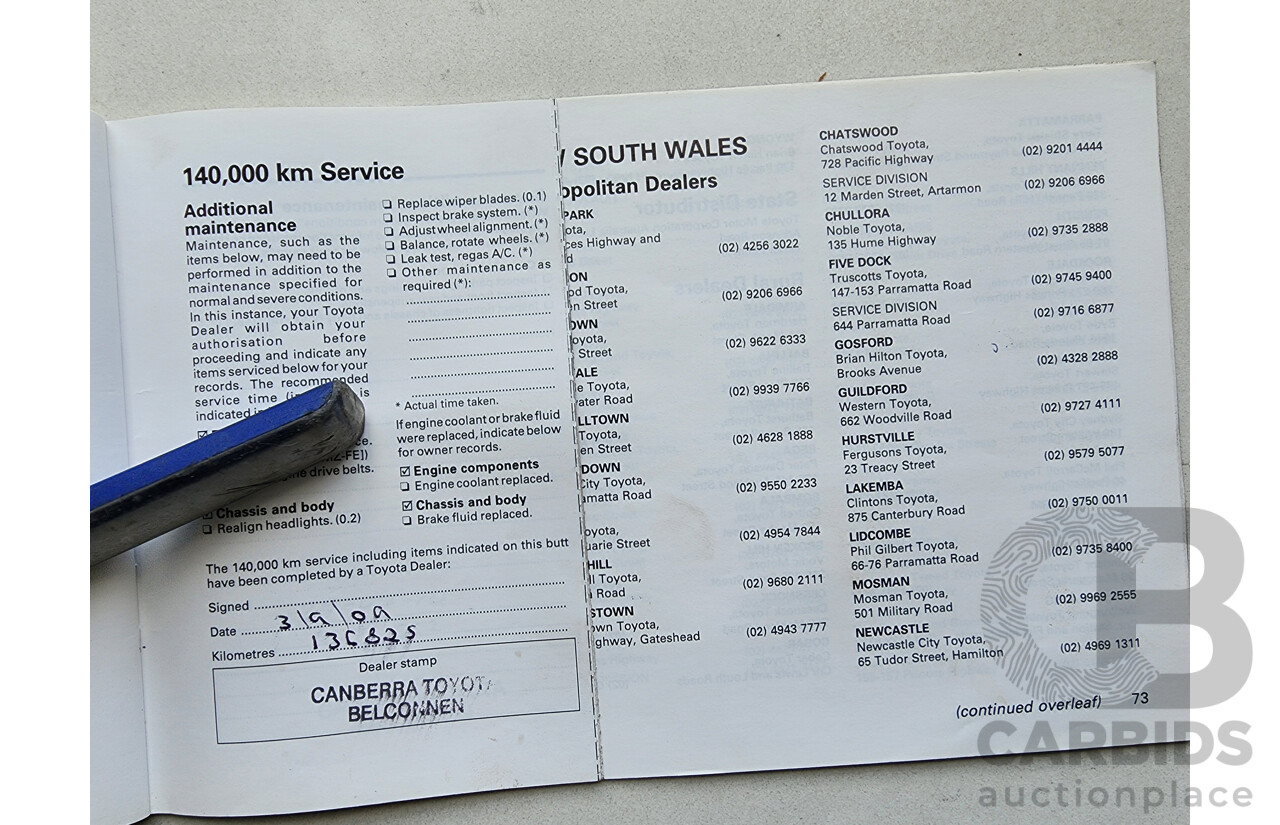 140,000 km Service
Additional
maintenance
Maintenance, such as the
items below, may need to be
performed in addition to the
maintenance specified for
normal and severe conditions.
In this instance, your Toyota
Dealer will obtain your
authorisation before
proceeding and indicate any
items serviced below for your
records. The recommended
service time is
indicated
ce.
Z-FE])
drive belts.
Chassis and body
Realign headlights. (0.2)
Replace wiper blades. (0.1)
Inspect brake system. (*)
Adjust wheel alignment. (*)
Balance, rotate wheels. (*)
Leak test, regas A/C. (*)
Other maintenance as
required (*):
* Actual time taken.
If engine coolant or brake fluid
were replaced, indicate below
for owner records.
Engine components
Engine coolant replaced.
Chassis and body
Brake fluid replaced.
The 140,000 km service including items indicated on this butt
have been completed by a Toyota Dealer:
Signed
Date 3/9/09
Kilometres 136825
Dealer stamp
CANBERRA TOYOTA
BELCONNEN
SOUTH WALES
opolitan Dealers
PARK
ota,
ces Highway and
d
(02) 4256 3022
ON
od Toyota,
n Street
(02) 9206 6966
OWN
oyota,
Street
(02) 9622 6333
ALE
le Toyota,
ater Road
(02) 9939 7766
LLTOWN
Toyota,
en Street
(02) 4628 1888
DOWN
City Toyota,
amatta Road
(02) 9550 2233
oyota,
uarie Street
(02) 4954 7844
HILL
ll Toyota,
Road
(02) 9680 2111
STOWN
own Toyota,
ighway, Gateshead
(02) 4943 7777
CHATSWOOD
Chatswood Toyota,
728 Pacific Highway
(02) 9201 4444
SERVICE DIVISION
12 Marden Street, Artarmon
(02) 9206 6966
CHULLORA
Noble Toyota,
135 Hume Highway
(02) 9735 2888
FIVE DOCK
Truscotts Toyota,
147-153 Parramatta Road
(02) 9745 9400
SERVICE DIVISION
644 Parramatta Road
(02) 9716 6877
GOSFORD
Brian Hilton Toyota,
Brooks Avenue
(02) 4328 2888
GUILDFORD
Western Toyota,
662 Woodville Road
(02) 9727 4111
HURSTVILLE
Fergusons Toyota,
23 Treacy Street
(02) 9579 5077
LAKEMBA
Clintons Toyota,
875 Canterbury Road
(02) 9750 0011
LIDCOMBE
Phil Gilbert Toyota,
66-76 Parramatta Road
(02) 9735 8400
MOSMAN
Mosman Toyota,
501 Military Road
(02) 9969 2555
NEWCASTLE
Newcastle City Toyota,
65 Tudor Street, Hamilton
(02) 4969 1311
(continued overleaf) 73
CB
CARBIDS
auctionplace